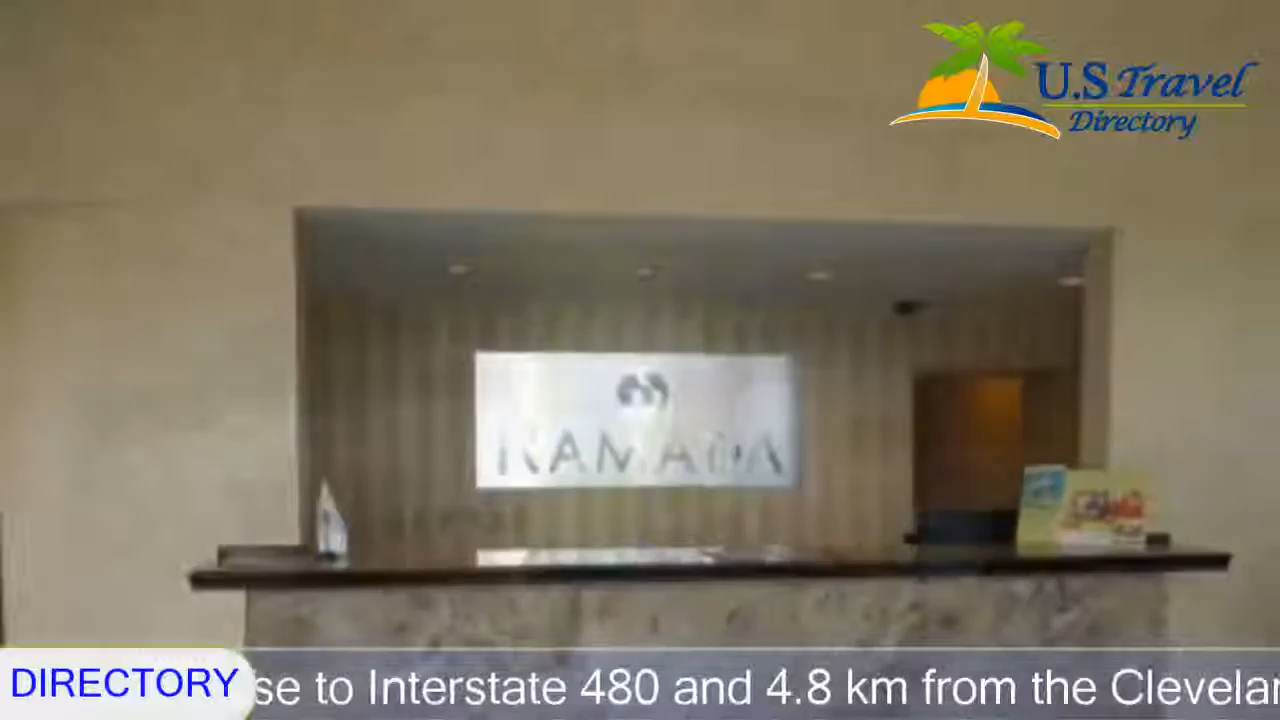 U.S Travel
Directory
RAMADA
DIRECTORY
se to Interstate 480 and 4.8 km from the Clevelan